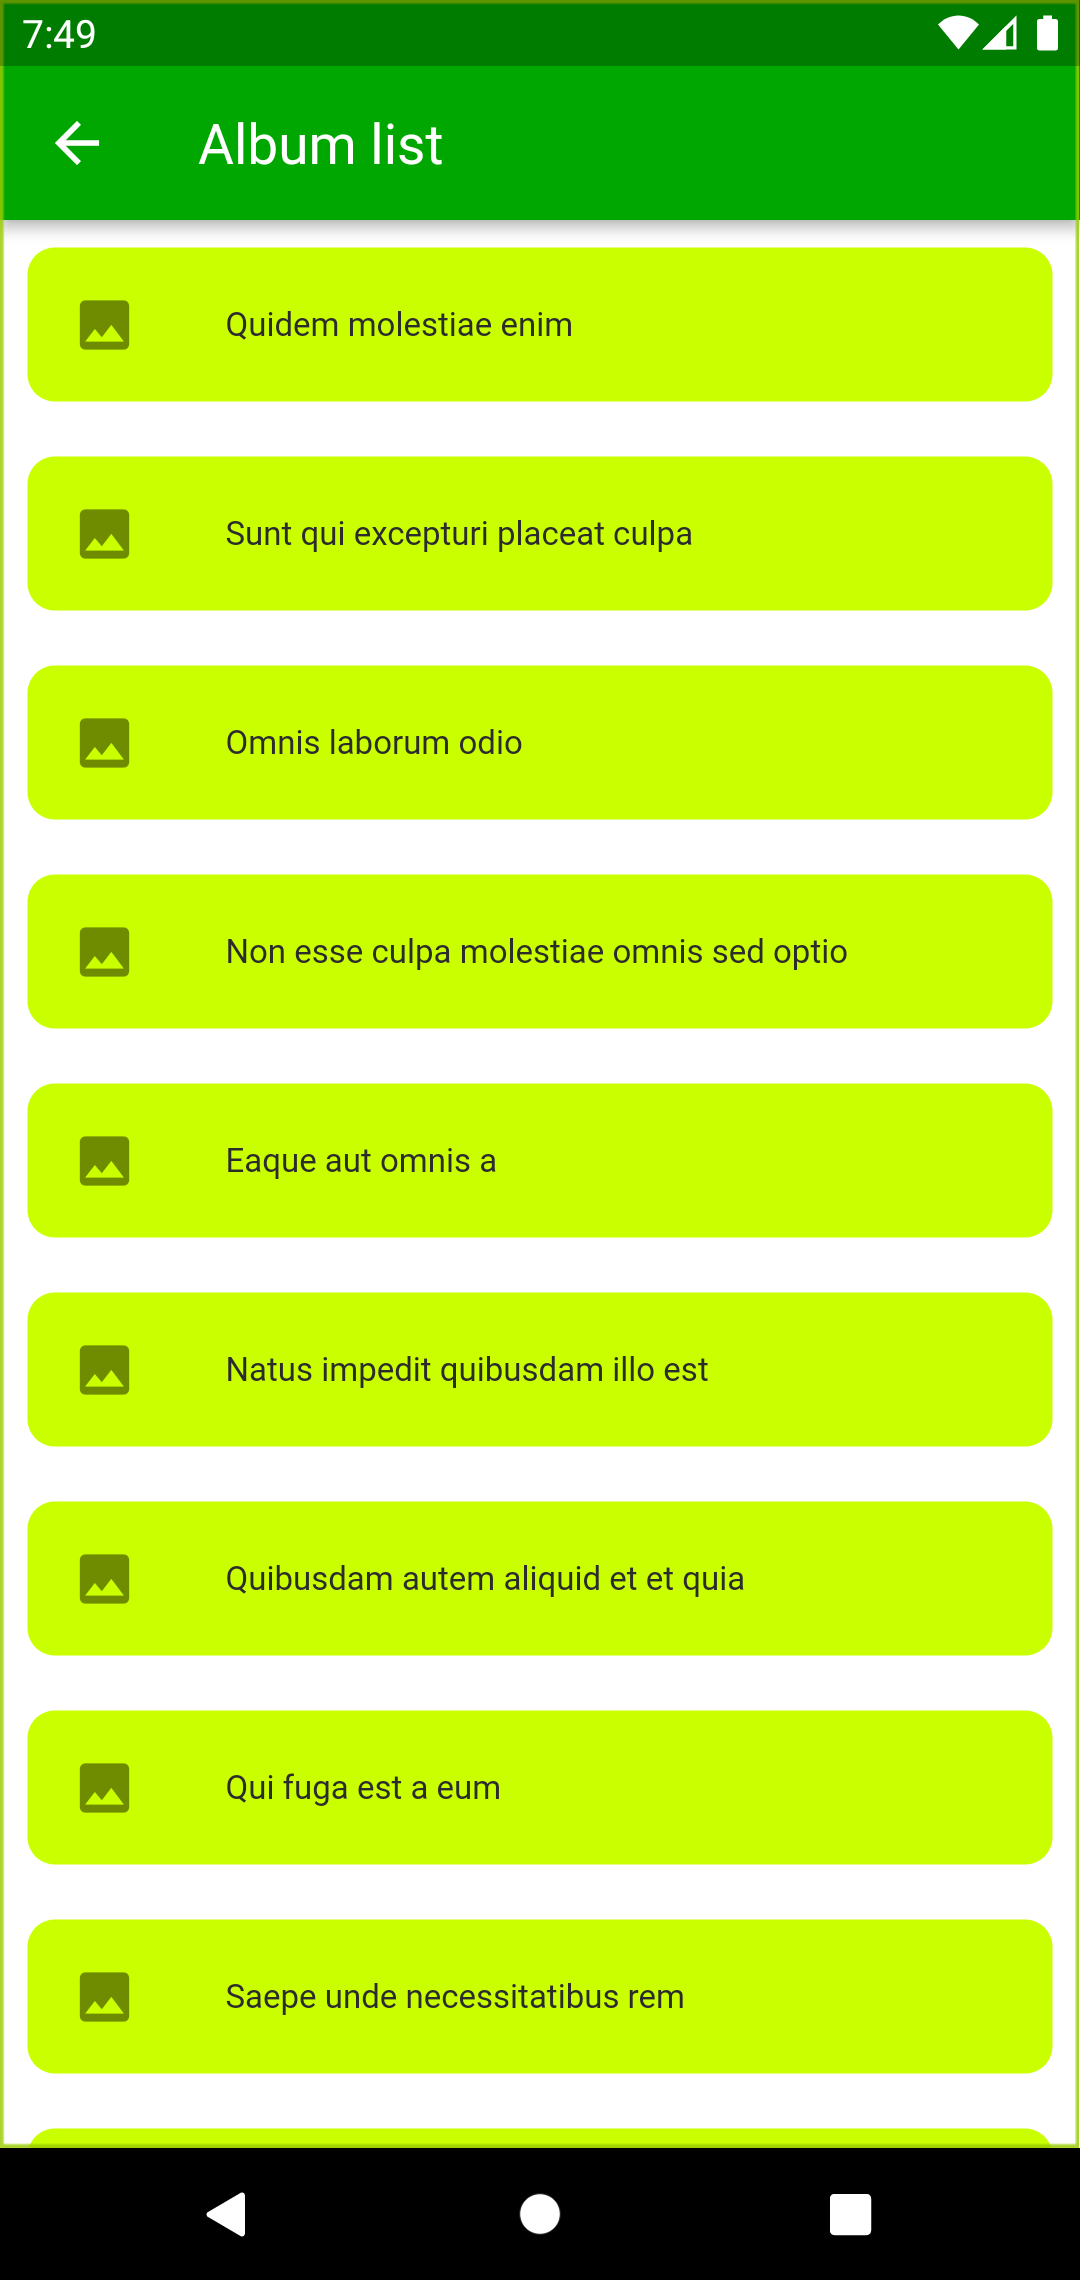 7:49
Album list
Quidem molestiae enim
Sunt qui excepturi placeat culpa
Omnis laborum odio
Non esse culpa molestiae omnis sed optio
Eaque aut omnis a
Natus impedit quibusdam illo est
Quibusdam autem aliquid et et quia
Qui fuga est a eum
Saepe unde necessitatibus rem